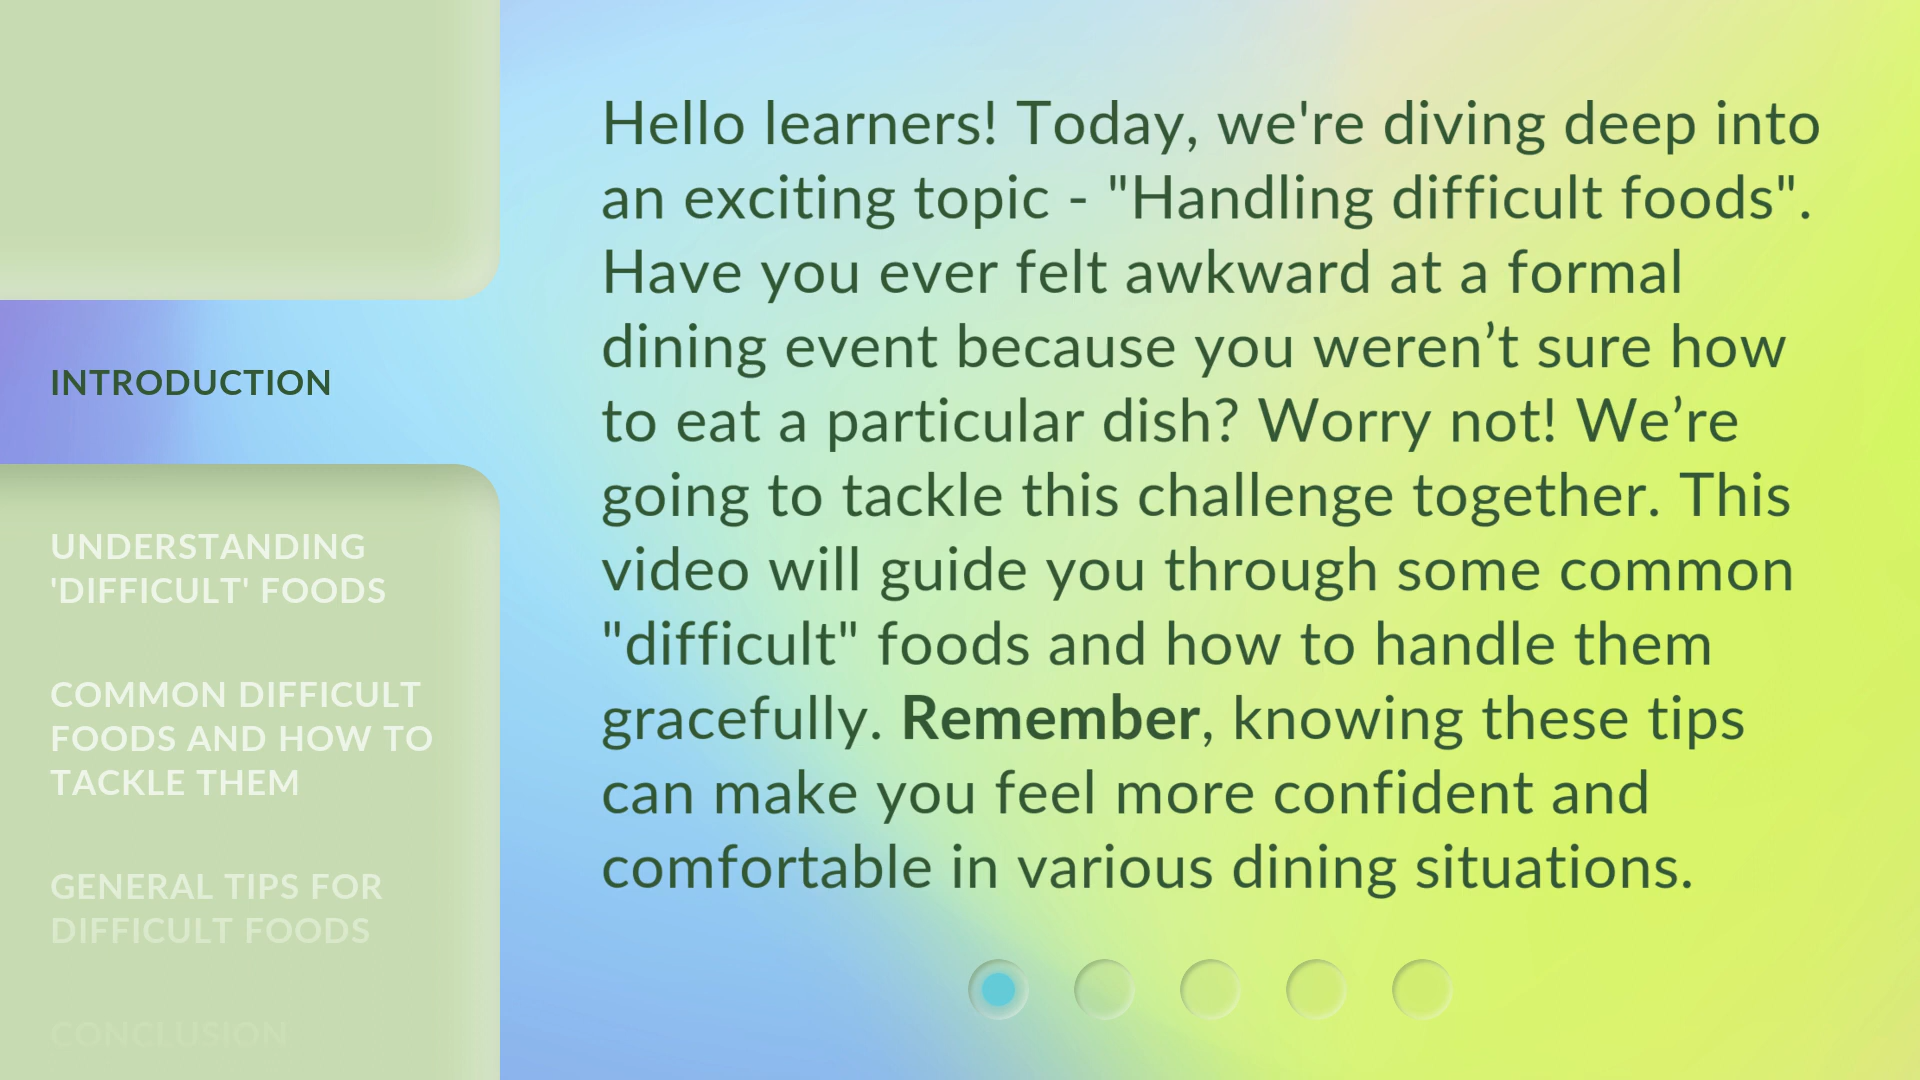 INTRODUCTION
UNDERSTANDING
'DIFFICULT' FOODS
COMMON DIFFICULT
FOODS AND HOW TO
TACKLE THEM
GENERAL TIPS FOR
DIFFICULT FOODS
CONCLUSION
Hello learners! Today, we're diving deep into
an exciting topic - "Handling difficult foods".
Have you ever felt awkward at a formal
dining event because you weren’t sure how
to eat a particular dish? Worry not! We’re
going to tackle this challenge together. This
video will guide you through some common
"difficult" foods and how to handle them
gracefully. Remember, knowing these tips
can make you feel more confident and
comfortable in various dining situations.